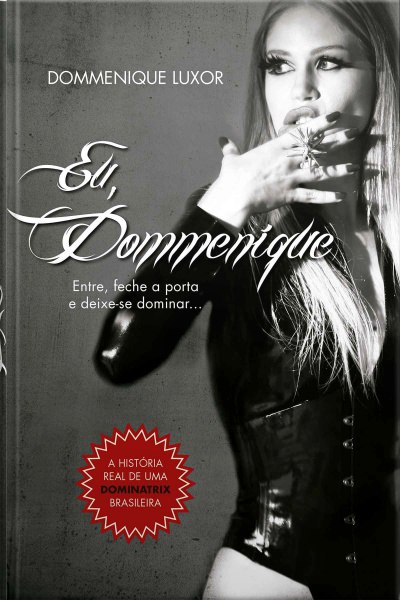 DOMMENIQUE LUXOR
Eu,
Dommenique
Entre, feche a porta
e deixe-se dominar...
A HISTÓRIA
REAL DE UMA
DOMINATRIX
BRASILEIRA